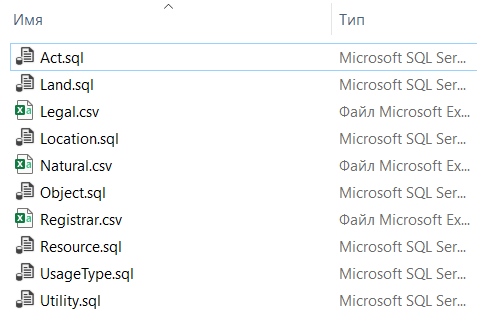 Имя Тип
Act.sql Microsoft SQL Ser...
Land.sql Microsoft SQL Ser...
Legal.csv Файл Microsoft Ex...
Location.sql Microsoft SQL Ser...
Natural.csv Файл Microsoft Ex...
Object.sql Microsoft SQL Ser...
Registrar.csv Файл Microsoft Ex...
Resource.sql Microsoft SQL Ser...
UsageType.sql Microsoft SQL Ser...
Utility.sql Microsoft SQL Ser...